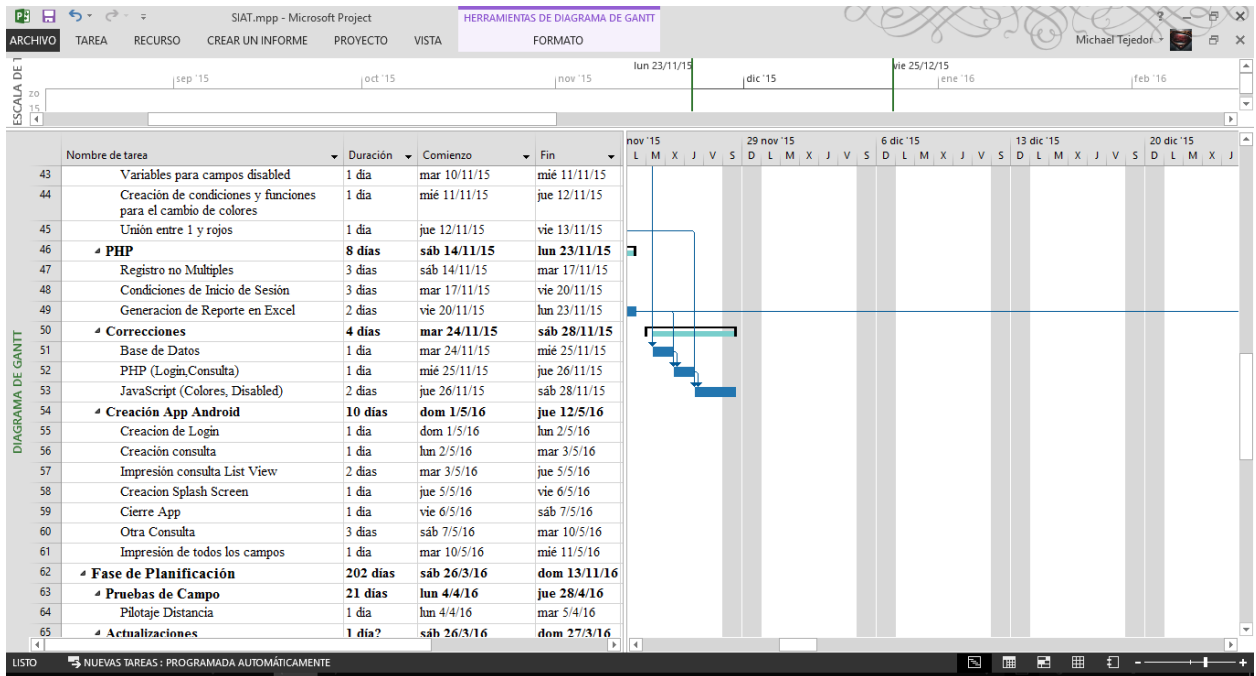 SIAT.mpp - Microsoft Project
HERRAMIENTAS DE DIAGRAMA DE GANTT
?
ARCHIVO TAREA RECURSO CREAR UN INFORME PROYECTO VISTA FORMATO
Michael Tejedor
lun 23/11/15 vie 25/12/15
sep '15 oct '15 nov '15 dic '15 ene '16 feb '16
ESCALA DE T
zo
15
nov '15 29 nov '15 6 dic '15 13 dic '15 20 dic '15
Nombre de tarea Duración Comienzo Fin
L M X J V S D L M X J V S D L M X J V S D L M X J V S D L M X J
43 Variables para campos disabled 1 día mar 10/11/15 mié 11/11/15
44 Creación de condiciones y funciones 1 día mié 11/11/15 jue 12/11/15
para el cambio de colores
45 Unión entre 1 y rojos 1 día jue 12/11/15 vie 13/11/15
46 PHP 8 días sáb 14/11/15 lun 23/11/15
47 Registro no Multiples 3 días sáb 14/11/15 mar 17/11/15
48 Condiciones de Inicio de Sesión 3 días mar 17/11/15 vie 20/11/15
49 Generacion de Reporte en Excel 2 días vie 20/11/15 lun 23/11/15
50 Correcciones 4 días mar 24/11/15 sáb 28/11/15
51 Base de Datos 1 día mar 24/11/15 mié 25/11/15
52 PHP (Login,Consulta) 1 día mié 25/11/15 jue 26/11/15
53 JavaScript (Colores, Disabled) 2 días jue 26/11/15 sáb 28/11/15
54 Creación App Android 10 días dom 1/5/16 jue 12/5/16
55 Creacion de Login 1 día dom 1/5/16 lun 2/5/16
56 Creación consulta 1 día lun 2/5/16 mar 3/5/16
57 Impresión consulta List View 2 días mar 3/5/16 jue 5/5/16
58 Creacion Splash Screen 1 día jue 5/5/16 vie 6/5/16
59 Cierre App 1 día vie 6/5/16 sáb 7/5/16
60 Otra Consulta 3 días sáb 7/5/16 mar 10/5/16
61 Impresión de todos los campos 1 día mar 10/5/16 mié 11/5/16
62 Fase de Planificación 202 días sáb 26/3/16 dom 13/11/16
63 Pruebas de Campo 21 días lun 4/4/16 jue 28/4/16
64 Pilotaje Distancia 1 día lun 4/4/16 mar 5/4/16
65 Actualizaciones 1 día? sáb 26/3/16 dom 27/3/16
DIAGRAMA DE GANTT
LISTO NUEVAS TAREAS : PROGRAMADA AUTOMÁTICAMENTE